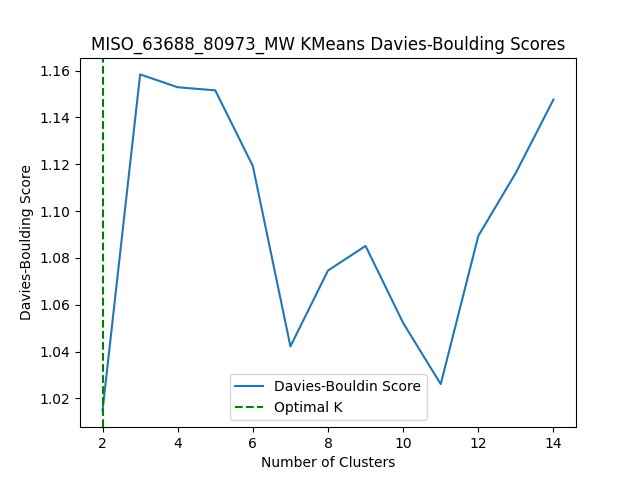 MISO_63688_80973_MW KMeans Davies-Boulding Scores
Davies-Boulding Score
1.16
1.14
1.12
1.10
1.08
1.06
1.04
1.02
Davies-Bouldin Score
Optimal K
2 4 6 8 10 12 14
Number of Clusters